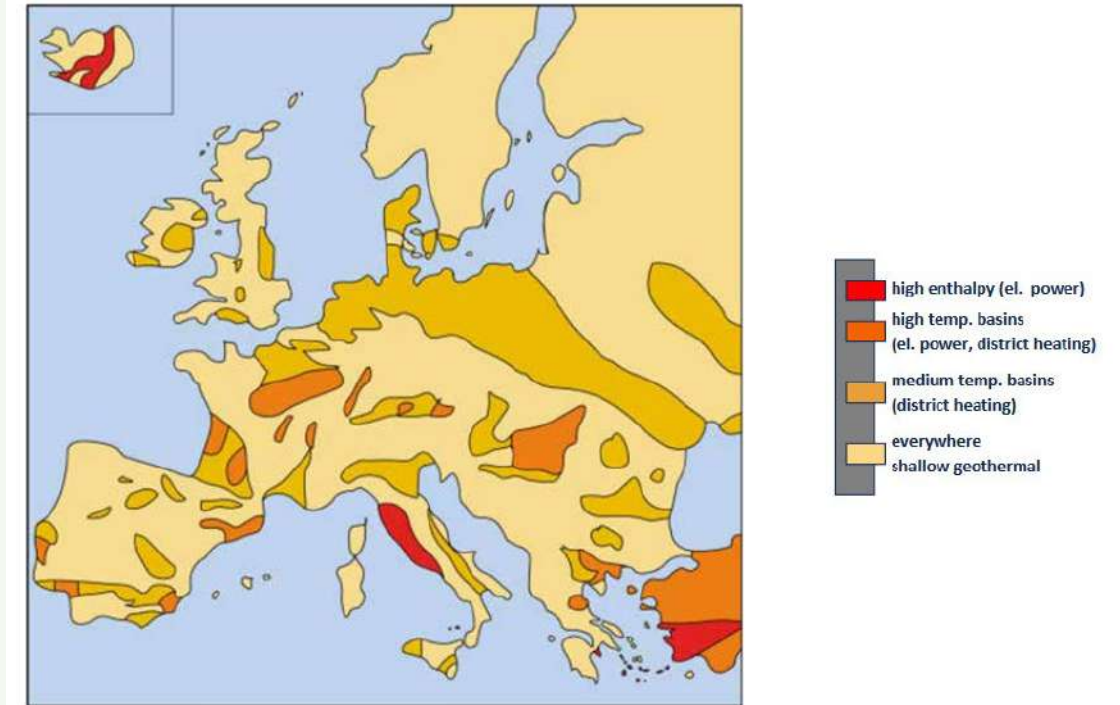 high enthalpy (el. power)
high temp. basins
(el. power, district heating)
medium temp. basins
(district heating)
everywhere
shallow geothermal